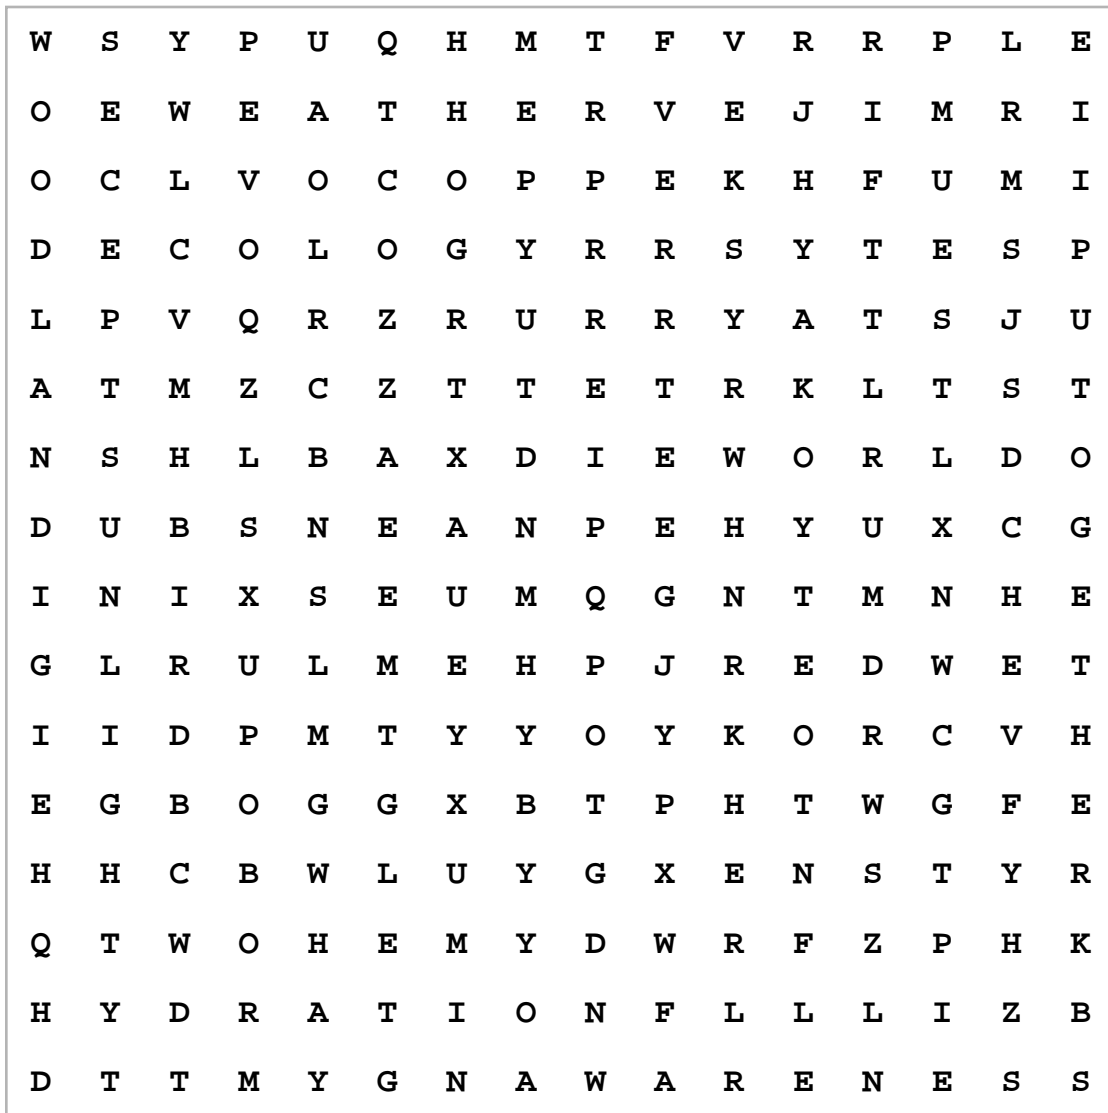 W S Y P U Q H M T F V R R P L E
O E W E A T H E R V E J I M R I
O C L V O C O P P E K H F U M I
D E C O L O G Y R R S Y T E S P
L P V Q R Z R U R R Y A T S J U
A T M Z C Z T T E T R K L T S T
N S H L B A X D I E W O R L D O
D U B S N E A N P E H Y U X C G
I N I X S E U M Q G N T M N H E
G L R U L M E H P J R E D W E T
I I D P M T Y Y O Y K O R C V H
E G B O G G X B T P H T W G F E
H H C B W L U Y G X E N S T Y R
Q T W O H E M Y D W R F Z P H K
H Y D R A T I O N F L L L I Z B
D T T M Y G N A W A R E N E S S